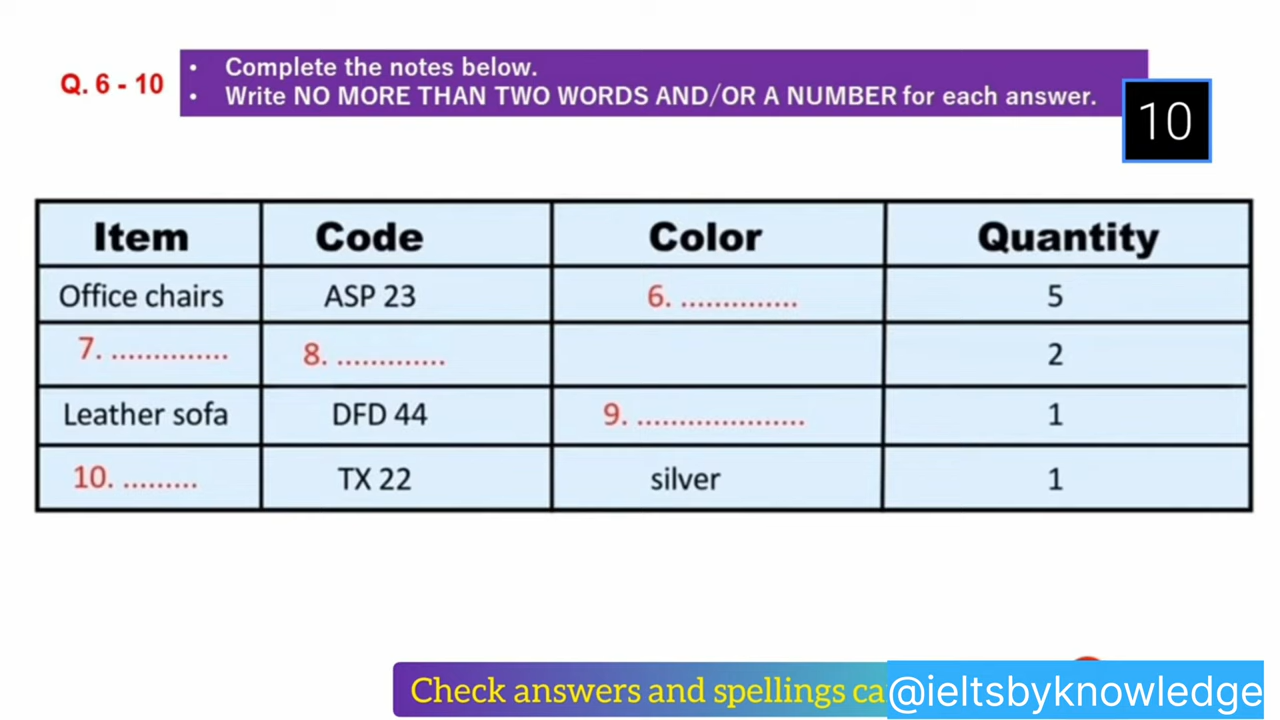 Q. 6 - 10
• Complete the notes below.
• Write NO MORE THAN TWO WORDS AND/OR A NUMBER for each answer.
10
Item Code Color Quantity
Office chairs ASP 23 6. .............. 5
7. .............. 8. ............. 2
Leather sofa DFD 44 9. .................... 1
10. ......... TX 22 silver 1
Check answers and spellings
@ieltsbyknowledge